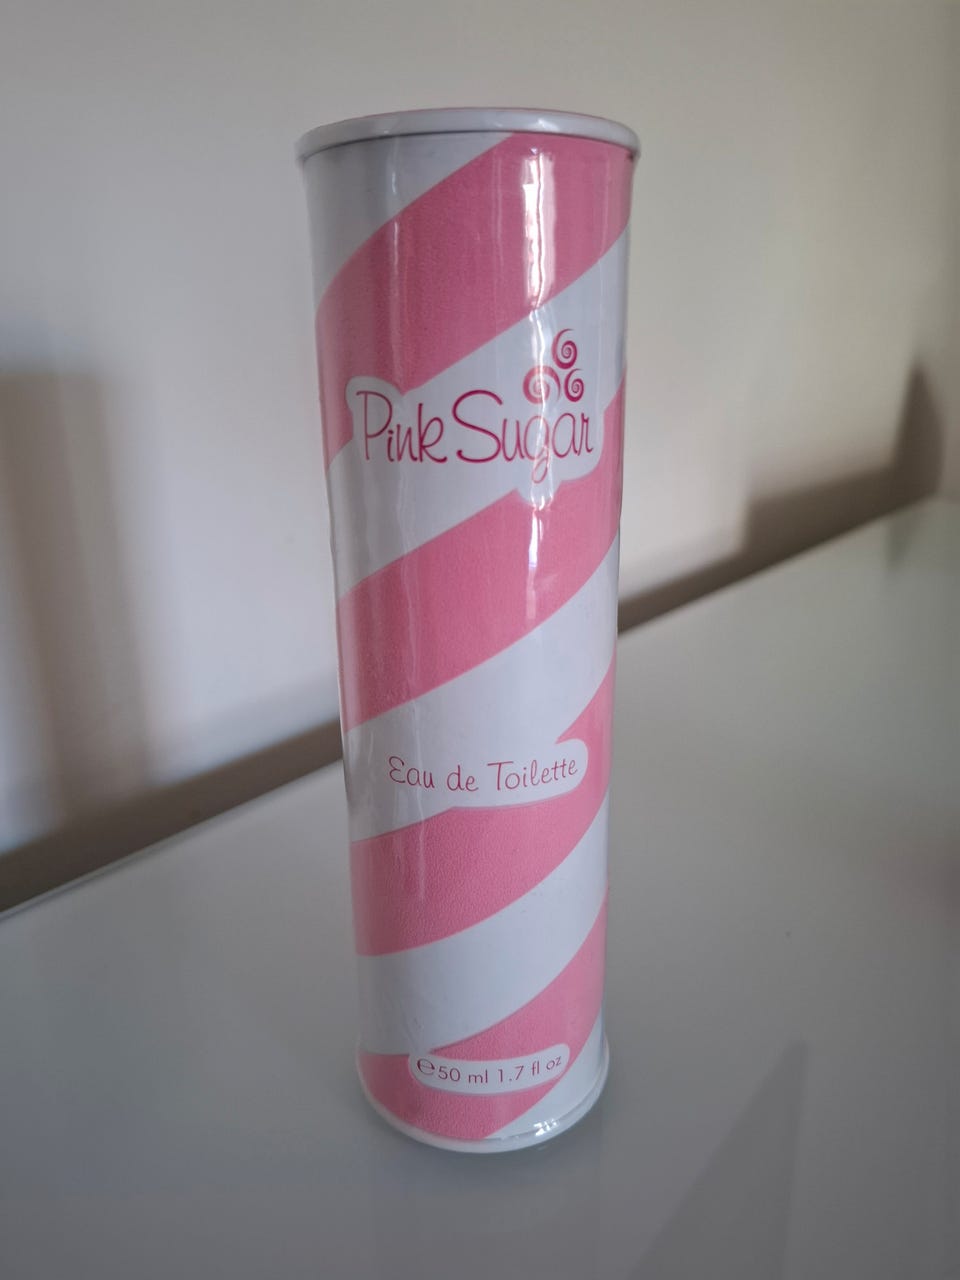 Pink Sugar
Eau de Toilette
℮50 ml 1.7 fl oz